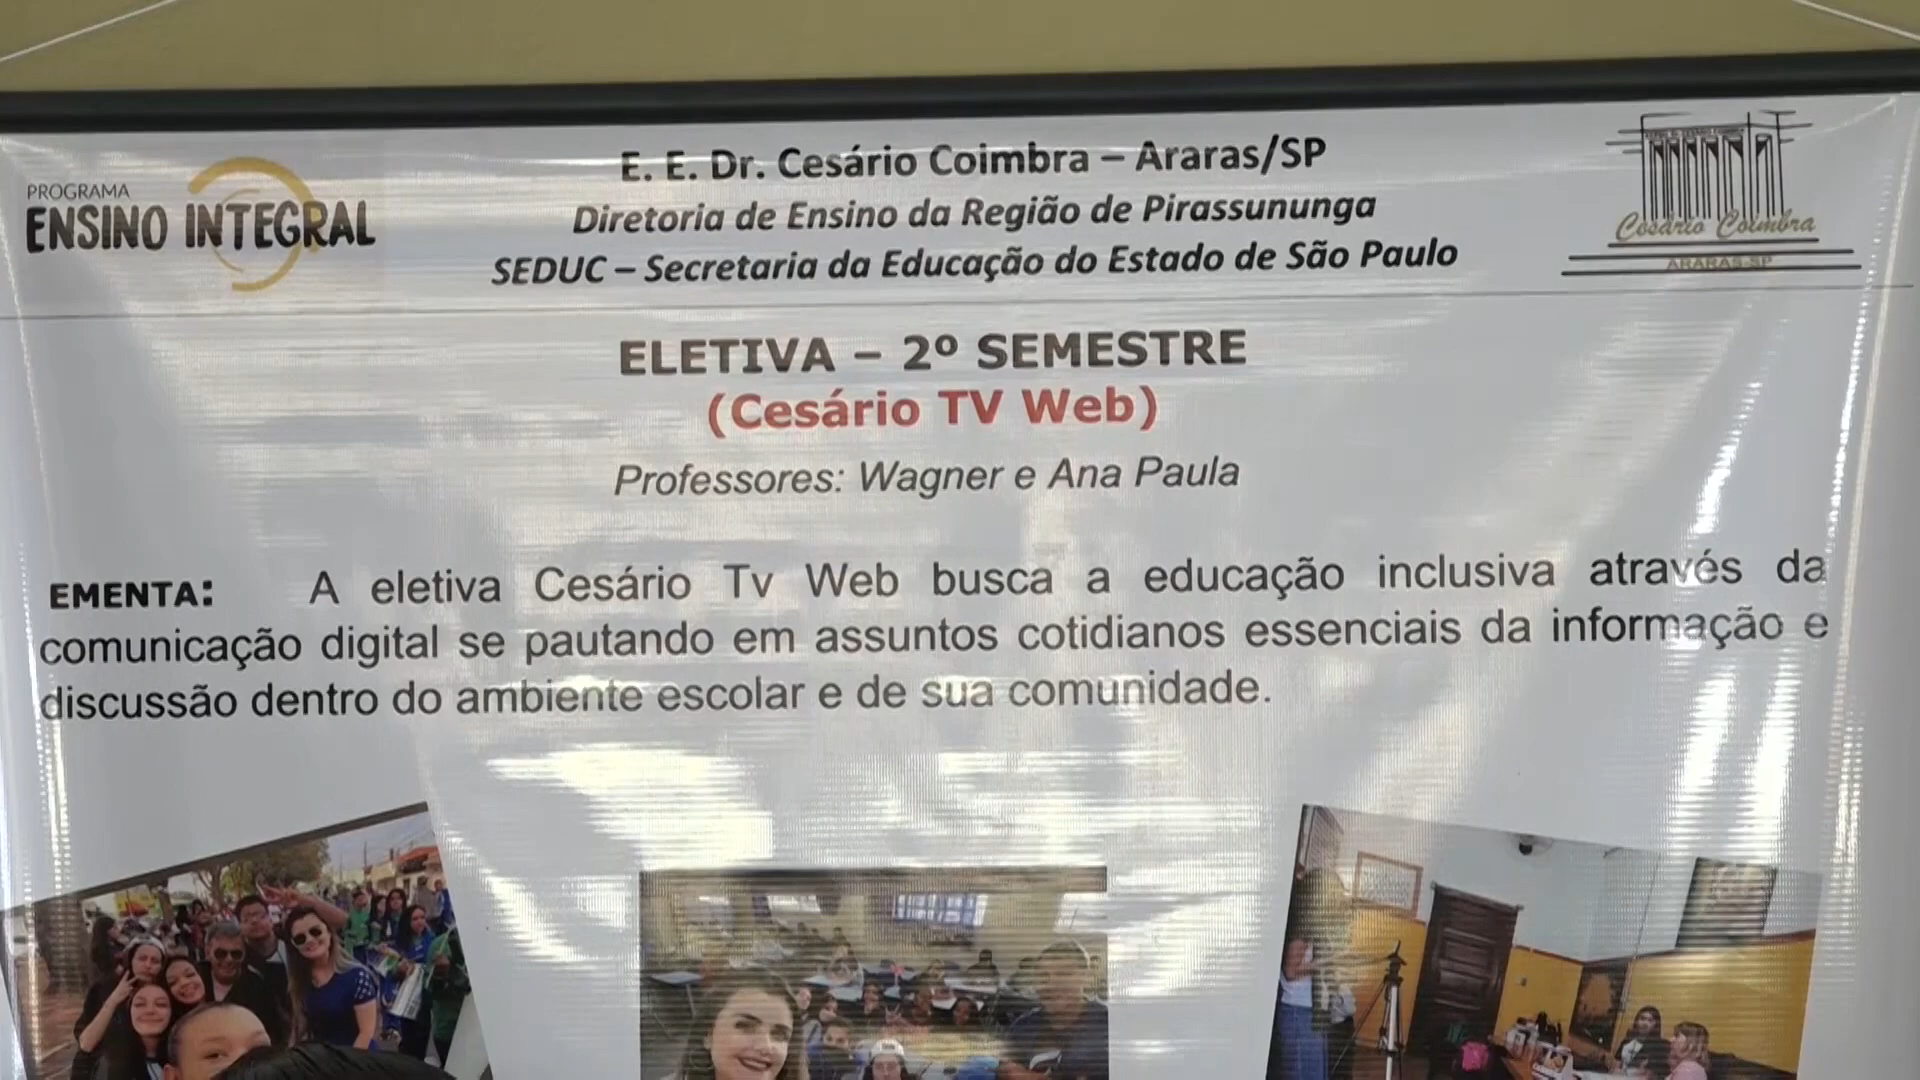 PROGRAMA
ENSINO INTEGRAL
E. E. Dr. Cesário Coimbra – Araras/SP
Diretoria de Ensino da Região de Pirassununga
SEDUC – Secretaria da Educação do Estado de São Paulo
Cesário Coimbra
ARARAS-SP
ELETIVA – 2º SEMESTRE
(Cesário TV Web)
Professores: Wagner e Ana Paula
EMENTA: A eletiva Cesário Tv Web busca a educação inclusiva através da
comunicação digital se pautando em assuntos cotidianos essenciais da informação e
discussão dentro do ambiente escolar e de sua comunidade.